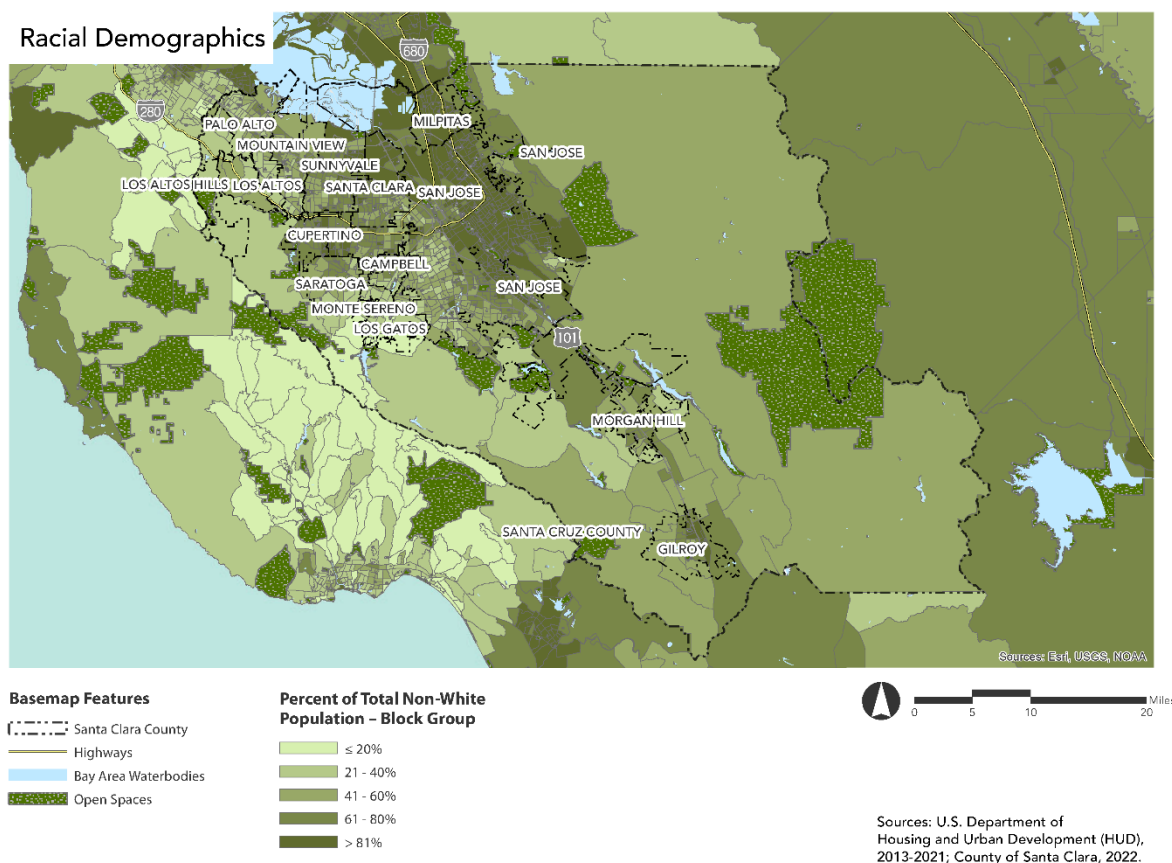 Racial Demographics
680
280
PALO ALTO
MILPITAS
MOUNTAIN VIEW
SUNNYVALE
SAN JOSE
LOS ALTOS HILLS
LOS ALTOS
SANTA CLARA
SAN JOSE
CUPERTINO
CAMPBELL
SARATOGA
SAN JOSE
MONTE SERENO
LOS GATOS
101
MORGAN HILL
SANTA CRUZ COUNTY
GILROY
Sources: Esri, USGS, NOAA
Basemap Features
Santa Clara County
Highways
Bay Area Waterbodies
Open Spaces
Percent of Total Non-White
Population – Block Group
≤ 20%
21 - 40%
41 - 60%
61 - 80%
> 81%
0 5 10 20 Miles
Sources: U.S. Department of
Housing and Urban Development (HUD),
2013-2021; County of Santa Clara, 2022.